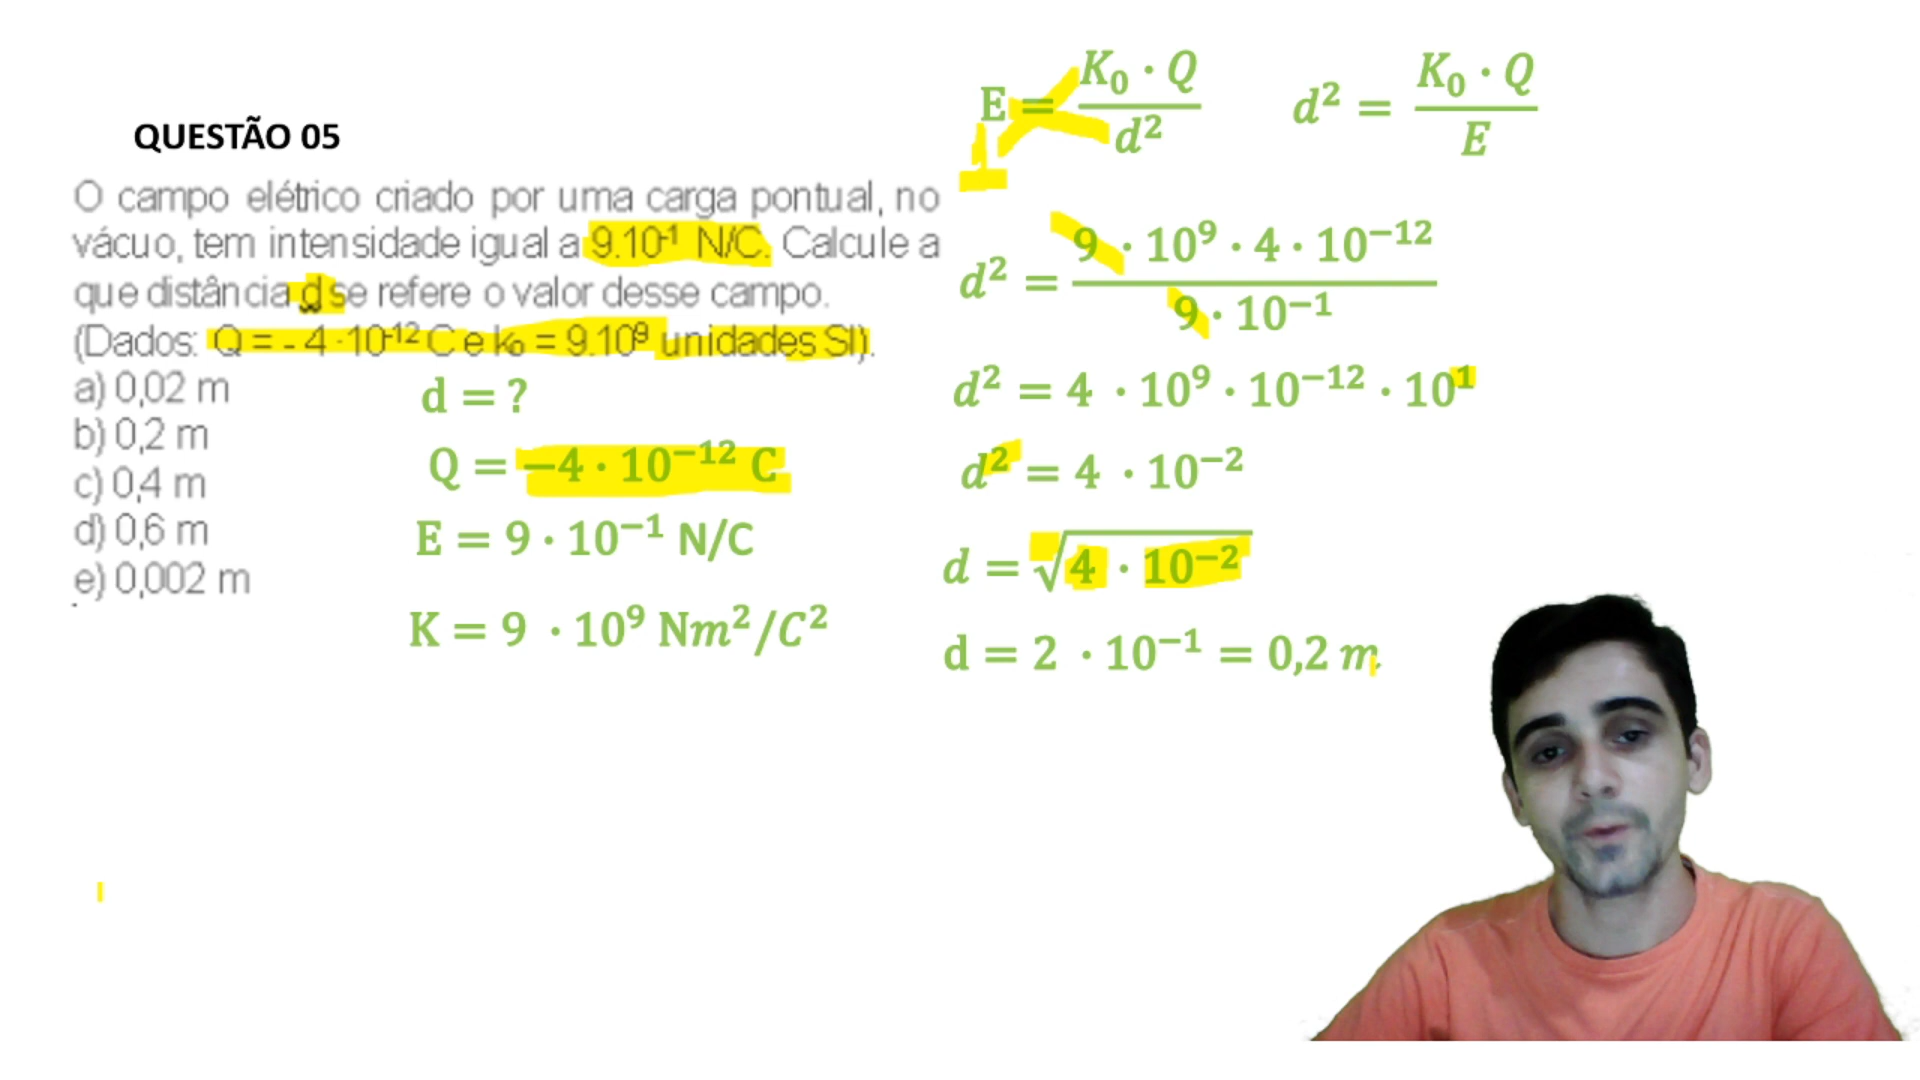 QUESTÃO 05
O campo elétrico criado por uma carga pontual, no
vácuo, tem intensidade igual a 9.10⁻¹ N/C. Calcule a
que distância d se refere o valor desse campo.
(Dados: Q = - 4 ·10⁻¹² C e k₀ = 9.10⁹ unidades SI).
a) 0,02 m
b) 0,2 m
c) 0,4 m
d) 0,6 m
e) 0,002 m
d = ?
Q = −4 · 10⁻¹² C
E = 9 · 10⁻¹ N/C
K = 9 · 10⁹ Nm²/C²
E = K₀ · Q / d²
d² = K₀ · Q / E
d² = 9 · 10⁹ · 4 · 10⁻¹² / 9 · 10⁻¹
d² = 4 · 10⁹ · 10⁻¹² · 10¹
d² = 4 · 10⁻²
d = √4 · 10⁻²
d = 2 · 10⁻¹ = 0,2 m
1